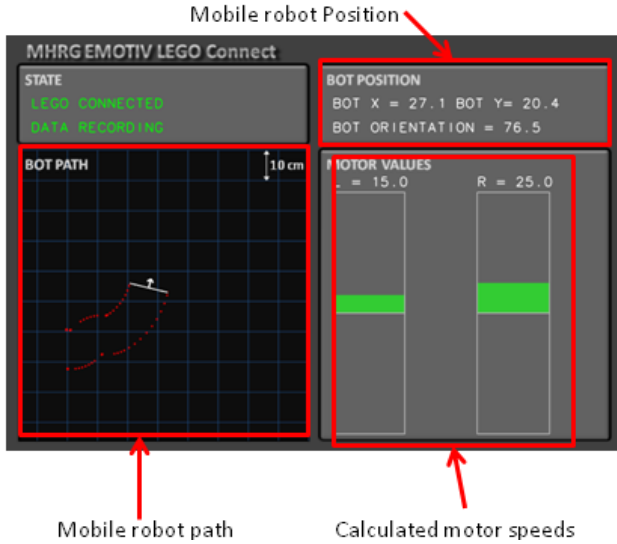 Mobile robot Position
MHRG EMOTIV LEGO Connect
STATE
LEGO CONNECTED
DATA RECORDING
BOT POSITION
BOT X = 27.1 BOT Y= 20.4
BOT ORIENTATION = 76.5
BOT PATH
10 cm
MOTOR VALUES
L = 15.0 R = 25.0
Mobile robot path
Calculated motor speeds